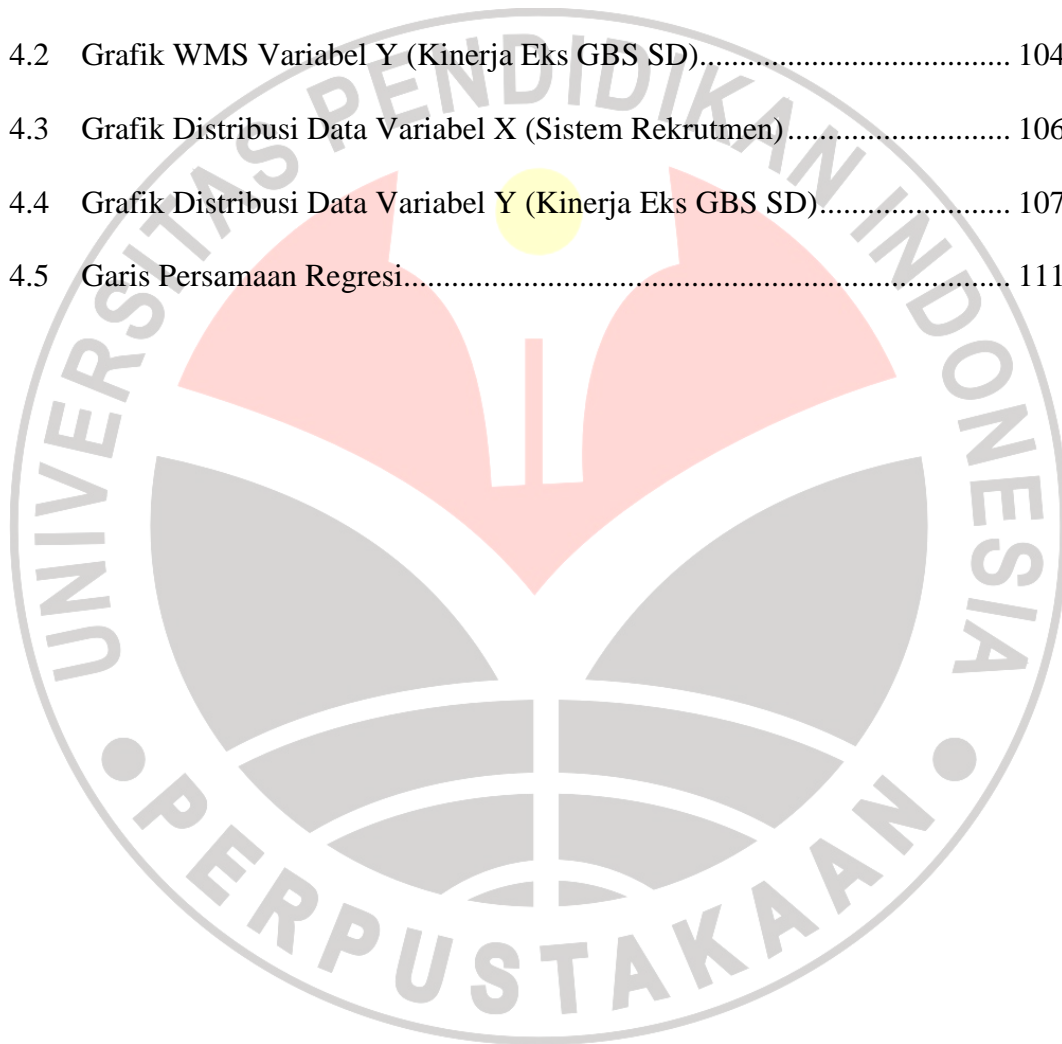 4.2 Grafik WMS Variabel Y (Kinerja Eks GBS SD)...................................... 104
4.3 Grafik Distribusi Data Variabel X (Sistem Rekrutmen)........................... 106
4.4 Grafik Distribusi Data Variabel Y (Kinerja Eks GBS SD)....................... 107
4.5 Garis Persamaan Regresi.......................................................................... 111
UNIVERSITAS PENDIDIKAN INDONESIA
PERPUSTAKAAN